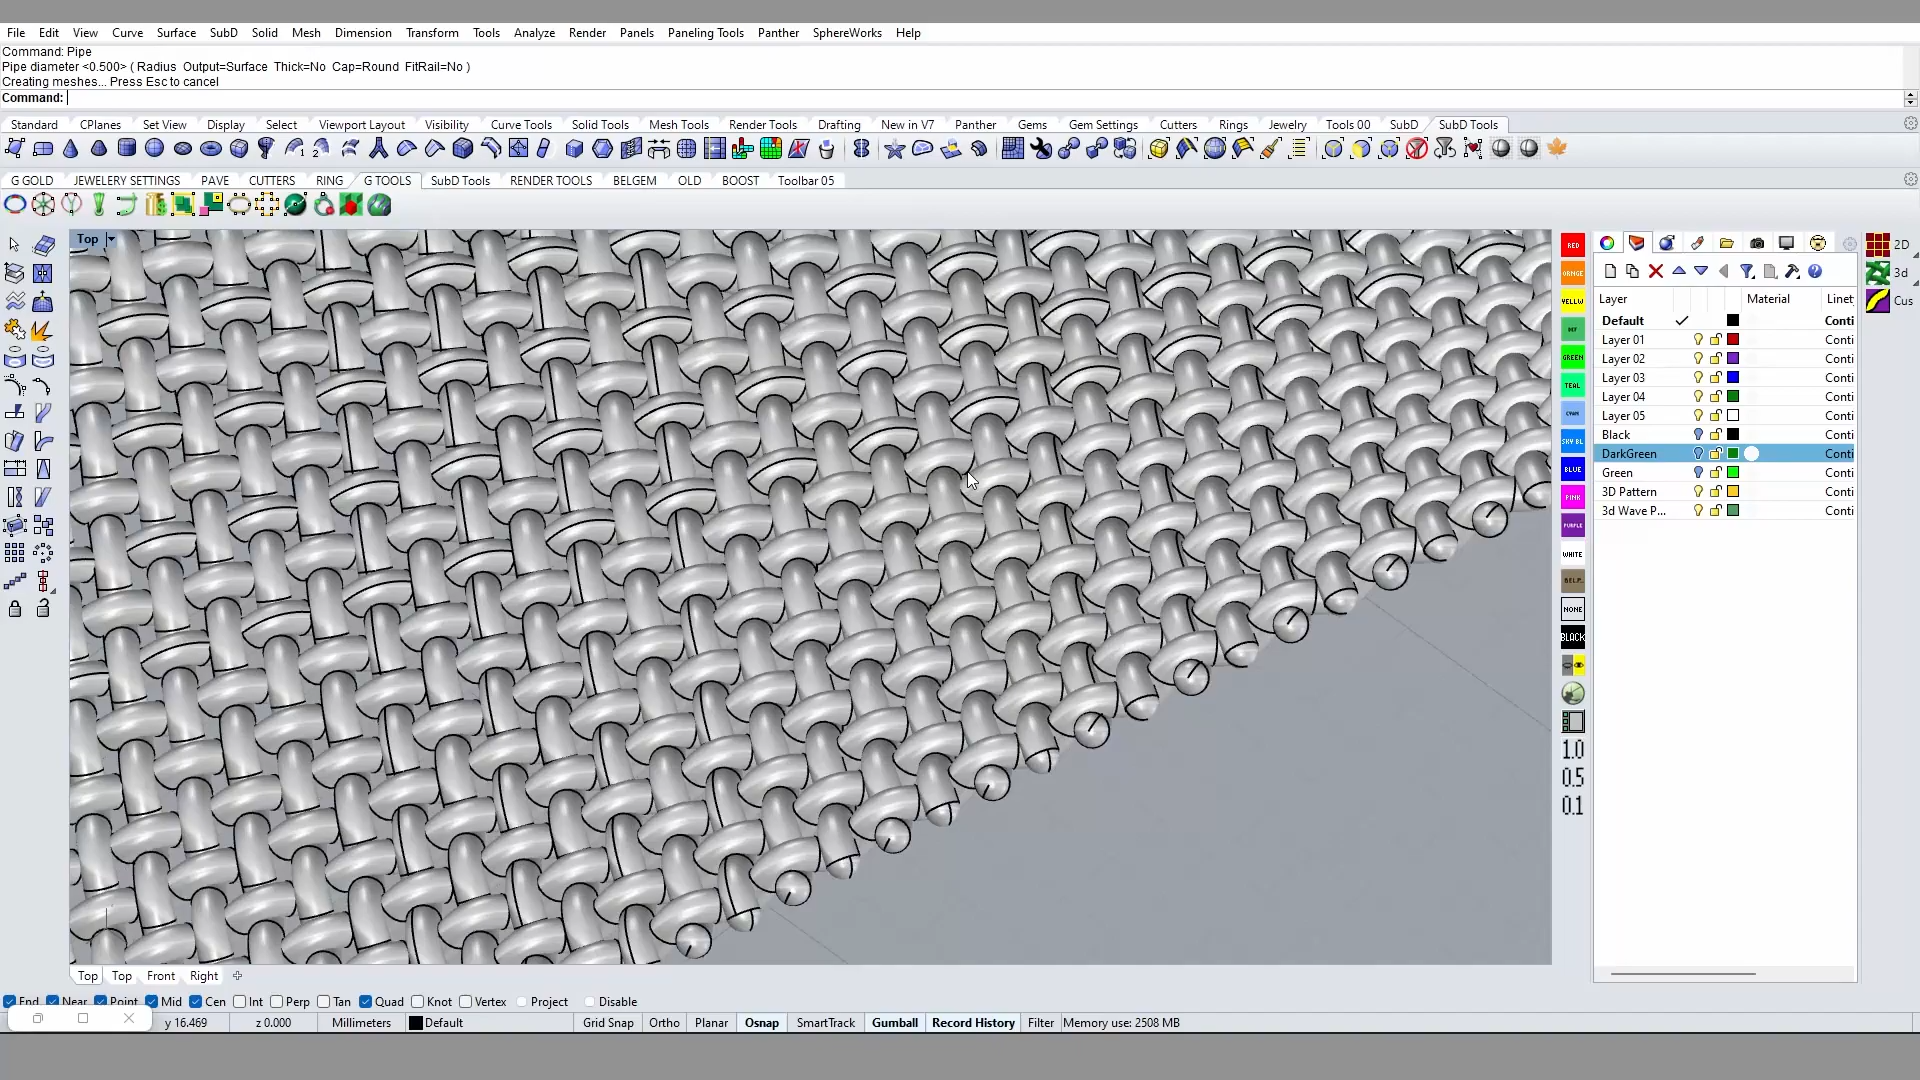 File Edit View Curve Surface SubD Solid Mesh Dimension Transform Tools Analyze Render Panels Paneling Tools Panther SphereWorks Help
Command: Pipe
Pipe diameter <0.500> ( Radius Output=Surface Thick=No Cap=Round FitRail=No )
Creating meshes... Press Esc to cancel
Command:
Standard CPlanes Set View Display Select Viewport Layout Visibility Curve Tools Solid Tools Mesh Tools Render Tools Drafting New in V7 Panther Gems Gem Settings Cutters Rings Jewelry Tools 00 SubD SubD Tools
G GOLD JEWELERY SETTINGS PAVE CUTTERS RING G TOOLS SubD Tools RENDER TOOLS BELGEM OLD BOOST Toolbar 05
Top
RED
ORNGE
YELLW
GREEN
TEAL
CYAN
SKY BL
BLUE
PINK
PURPLE
WHITE
NONE
BLACK
1.0
0.5
0.1
2D
3d
Cus
Layer Material Linet
Default Conti
Layer 01 Conti
Layer 02 Conti
Layer 03 Conti
Layer 04 Conti
Layer 05 Conti
Black Conti
DarkGreen Conti
Green Conti
3D Pattern Conti
3d Wave P... Conti
Top Top Front Right
End Near Point Mid Cen Int Perp Tan Quad Knot Vertex Project Disable
y 16.469 z 0.000 Millimeters Default Grid Snap Ortho Planar Osnap SmartTrack Gumball Record History Filter Memory use: 2508 MB